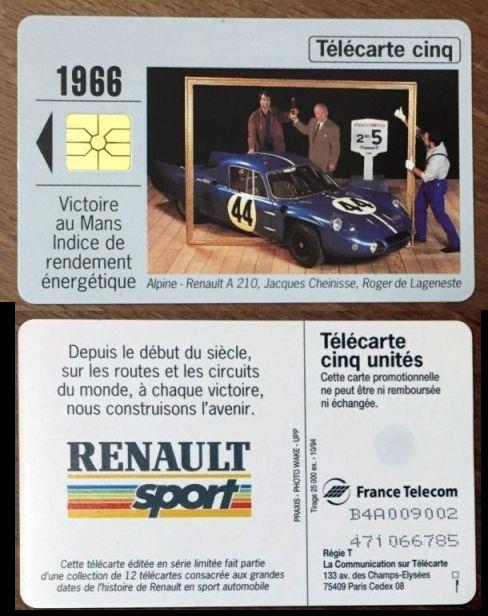 Télécarte cinq
1966
Victoire
au Mans
Indice de
rendement
énergétique
44
44
5
Alpine - Renault A 210, Jacques Cheinisse, Roger de Lageneste
Depuis le début du siècle,
sur les routes et les circuits
du monde, à chaque victoire,
nous construisons l'avenir.
RENAULT
sport
Cette télécarte éditée en série limitée fait partie
d'une collection de 12 télécartes consacrée aux grandes
dates de l'histoire de Renault en sport automobile
PRAXIS - PHOTO WAKE - UPP
Tirage 25 000 ex. - 10/94
Télécarte
cinq unités
Cette carte promotionnelle
ne peut être ni remboursée
ni échangée.
France Telecom
B4A009002
471066785
Régie T
La Communication sur Télécarte
133 av. des Champs-Elysées
75409 Paris Cedex 08